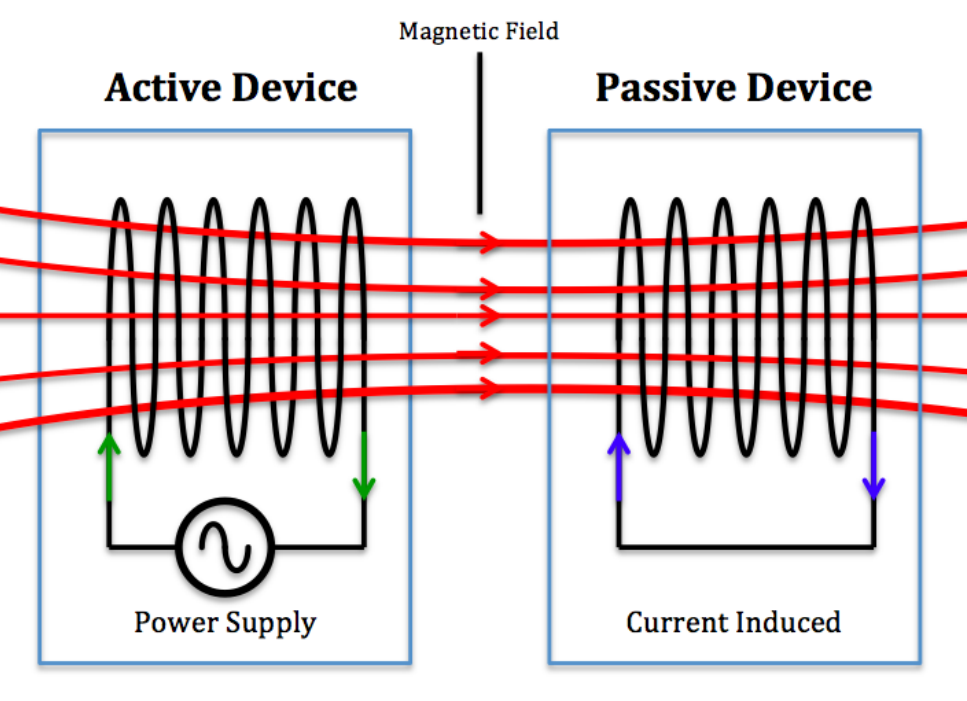 Magnetic Field
Active Device
Passive Device
Power Supply
Current Induced